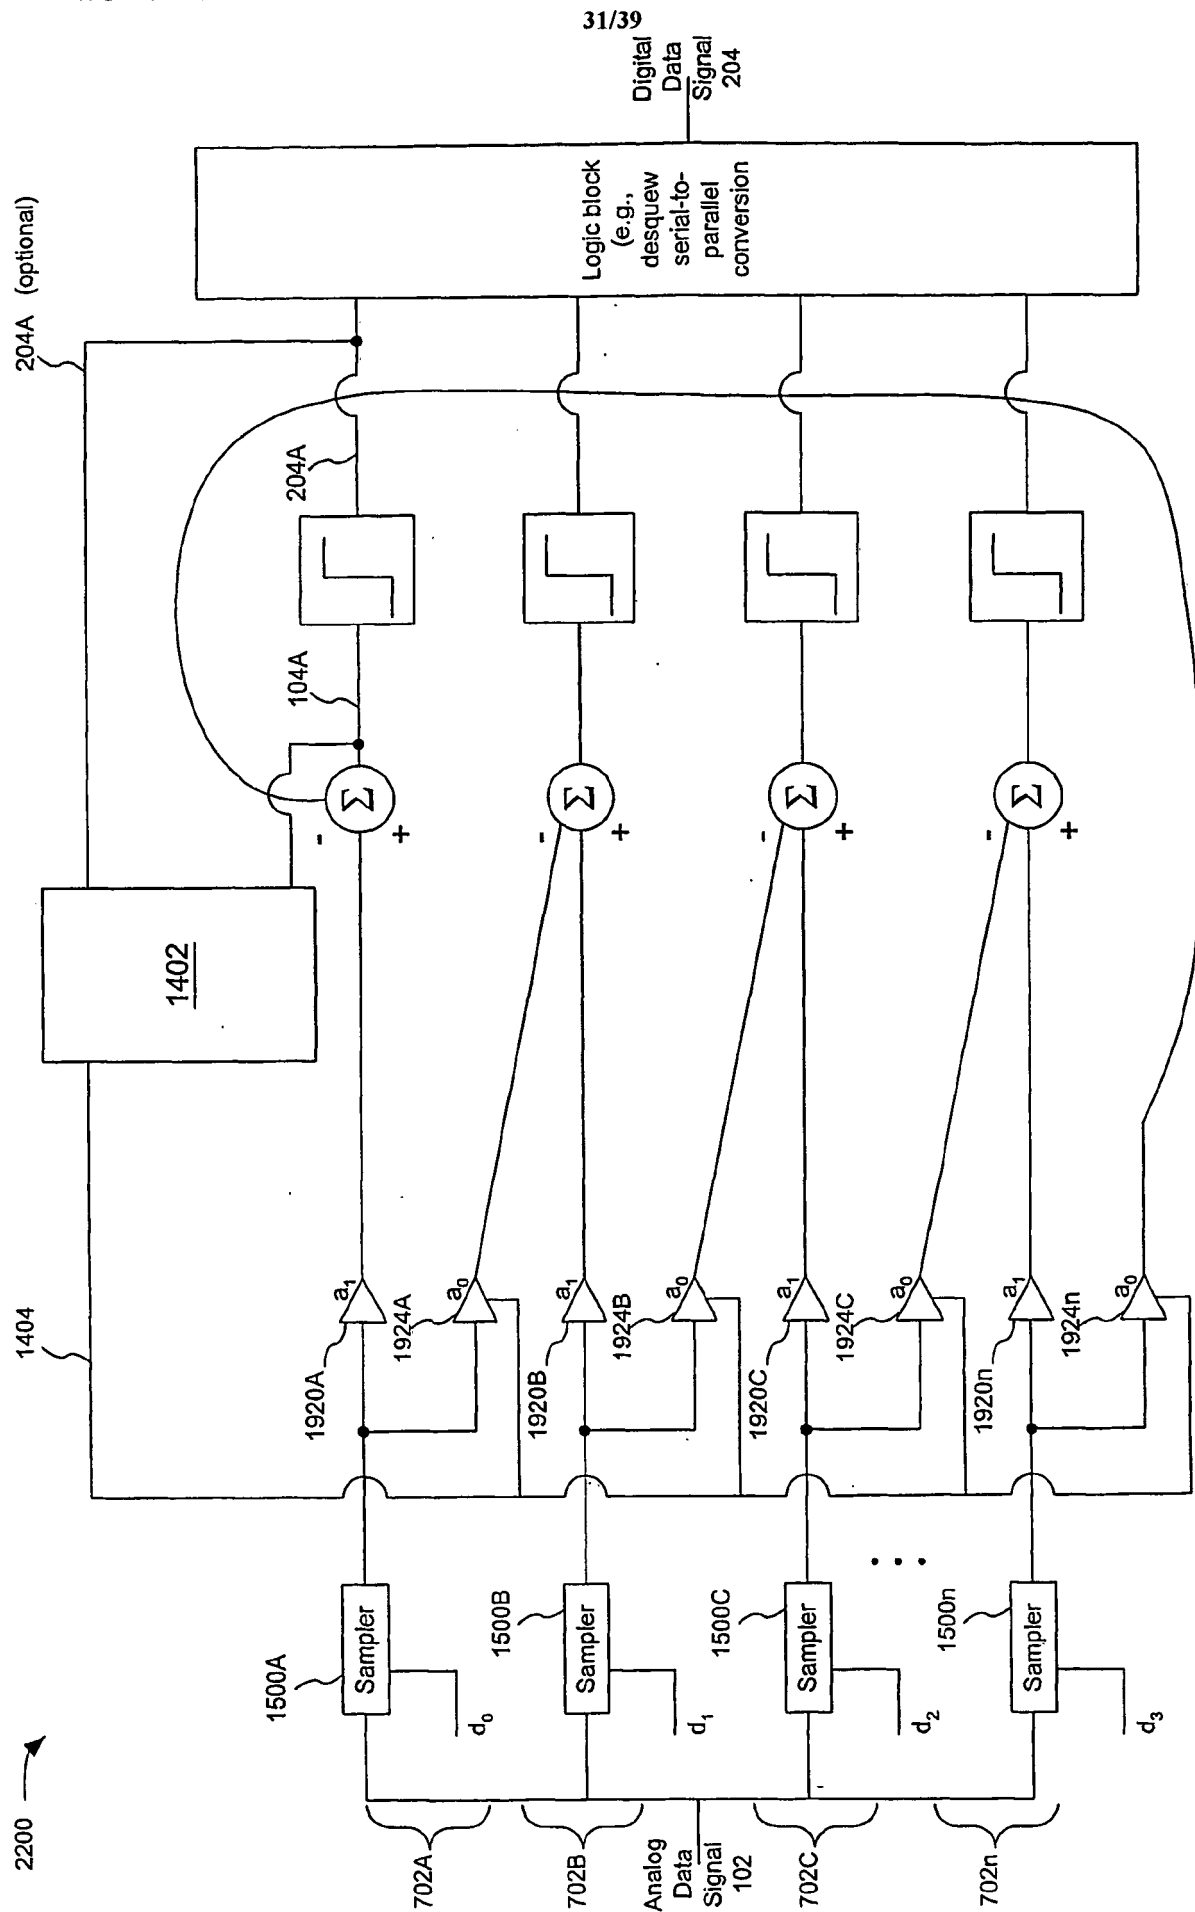 31/39
2200
1404
1402
204A (optional)
104A
204A
702A
1500A
Sampler
d0
1920A
a1
1924A
a0
Σ
-
+
702B
1500B
Sampler
d1
1920B
a1
1924B
a0
Σ
-
+
Analog
Data
Signal
102
702C
1500C
Sampler
d2
1920C
a1
1924C
a0
Σ
-
+
...
702n
1500n
Sampler
d3
1920n
a1
1924n
a0
Σ
-
+
Logic block
(e.g.,
desquew
serial-to-
parallel
conversion
Digital
Data
Signal
204